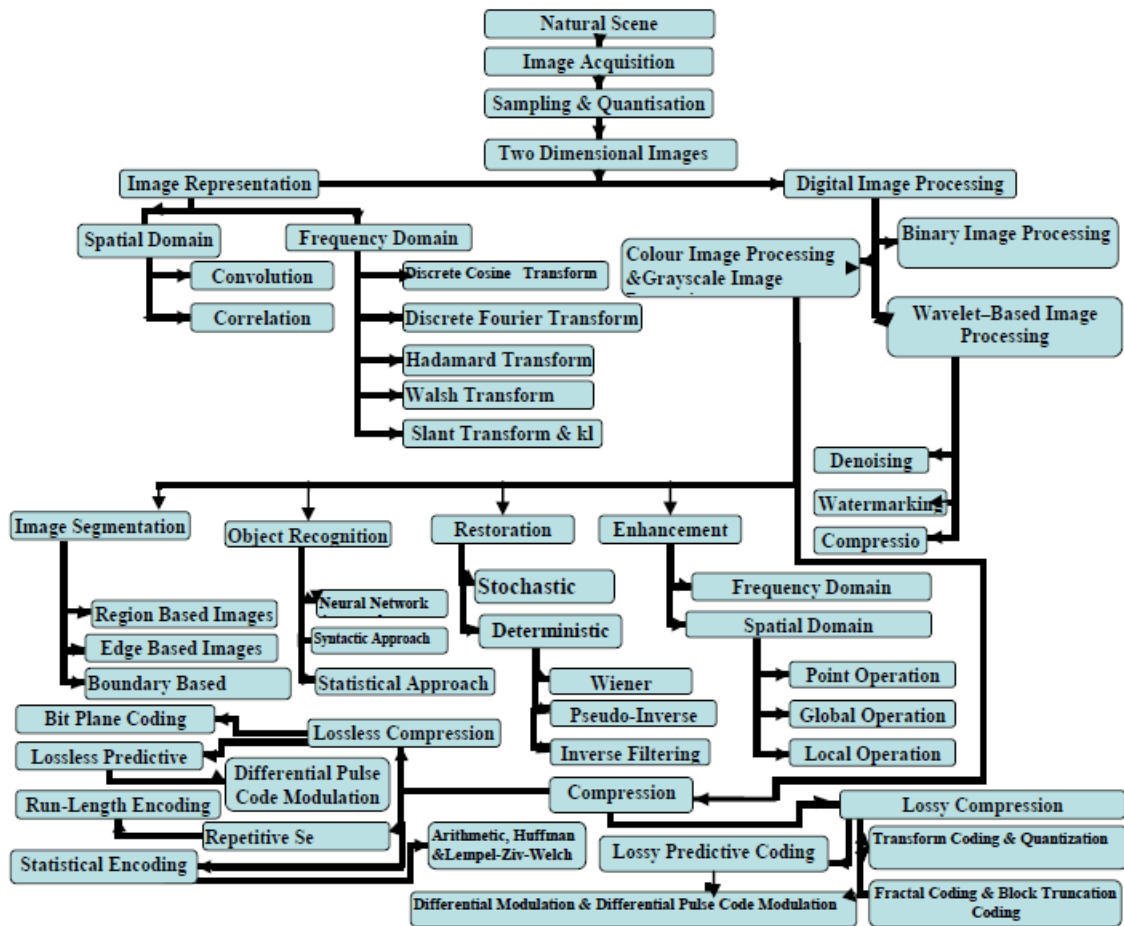 Natural Scene
Image Acquisition
Sampling & Quantisation
Two Dimensional Images
Image Representation
Digital Image Processing
Spatial Domain
Frequency Domain
Convolution
Correlation
Discrete Cosine Transform
Discrete Fourier Transform
Hadamard Transform
Walsh Transform
Slant Transform & kl
Colour Image Processing
&Grayscale Image
Binary Image Processing
Wavelet–Based Image
Processing
Denoising
Watermarking
Compressio
Image Segmentation
Object Recognition
Restoration
Enhancement
Region Based Images
Edge Based Images
Boundary Based
Neural Network
Syntactic Approach
Statistical Approach
Stochastic
Deterministic
Wiener
Pseudo-Inverse
Inverse Filtering
Frequency Domain
Spatial Domain
Point Operation
Global Operation
Local Operation
Bit Plane Coding
Lossless Compression
Lossless Predictive
Differential Pulse
Code Modulation
Run-Length Encoding
Repetitive Se
Statistical Encoding
Arithmetic, Huffman
&Lempel-Ziv-Welch
Compression
Lossy Compression
Lossy Predictive Coding
Transform Coding & Quantization
Differential Modulation & Differential Pulse Code Modulation
Fractal Coding & Block Truncation
Coding